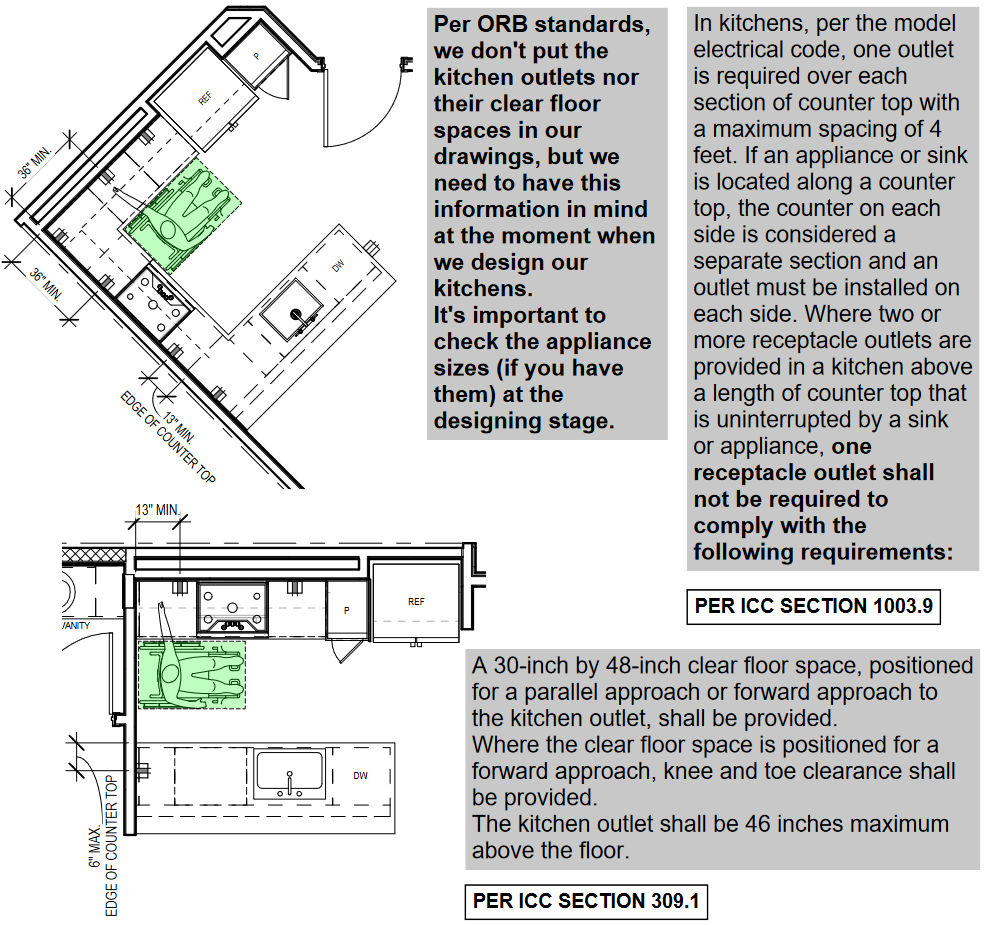 P
REF
36" MIN.
36" MIN.
DW
13" MIN.
EDGE OF COUNTER TOP
Per ORB standards,
we don't put the
kitchen outlets nor
their clear floor
spaces in our
drawings, but we
need to have this
information in mind
at the moment when
we design our
kitchens.
It's important to
check the appliance
sizes (if you have
them) at the
designing stage.
In kitchens, per the model
electrical code, one outlet
is required over each
section of counter top with
a maximum spacing of 4
feet. If an appliance or sink
is located along a counter
top, the counter on each
side is considered a
separate section and an
outlet must be installed on
each side. Where two or
more receptacle outlets are
provided in a kitchen above
a length of counter top that
is uninterrupted by a sink
or appliance, one
receptacle outlet shall
not be required to
comply with the
following requirements:
PER ICC SECTION 1003.9
13" MIN.
P
REF
VANITY
DW
6" MAX.
EDGE OF COUNTER TOP
A 30-inch by 48-inch clear floor space, positioned
for a parallel approach or forward approach to
the kitchen outlet, shall be provided.
Where the clear floor space is positioned for a
forward approach, knee and toe clearance shall
be provided.
The kitchen outlet shall be 46 inches maximum
above the floor.
PER ICC SECTION 309.1